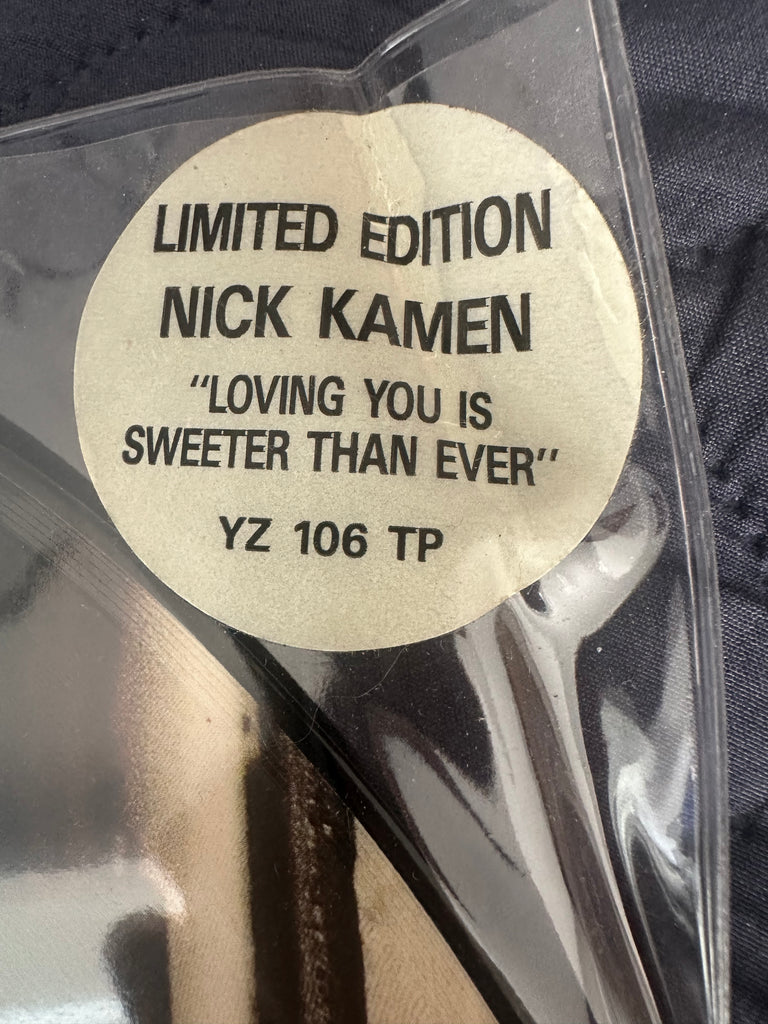 LIMITED EDITION
NICK KAMEN
"LOVING YOU IS
SWEETER THAN EVER"
YZ 106 TP